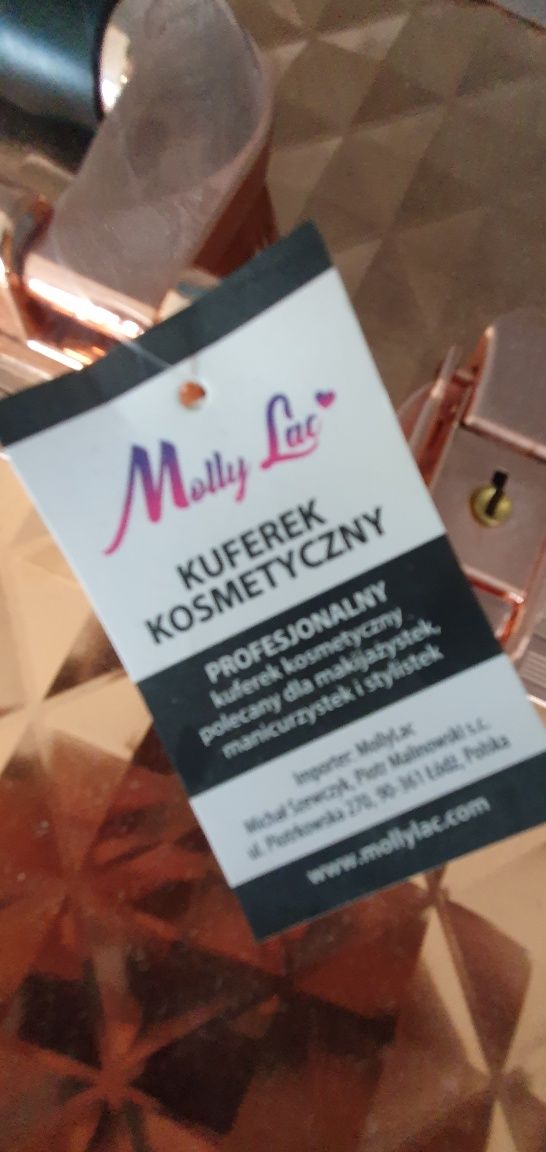 Molly Lac
KUFEREK
KOSMETYCZNY
PROFESJONALNY
kuferek kosmetyczny
polecany dla makijażystek,
manicurzystek i stylistek
Importer: MollyLac
Michał Serwczyk, Piotr Malinowski s.c.
ul. Piotrkowska 270, 90-361 Łódź, Polska
www.mollylac.com